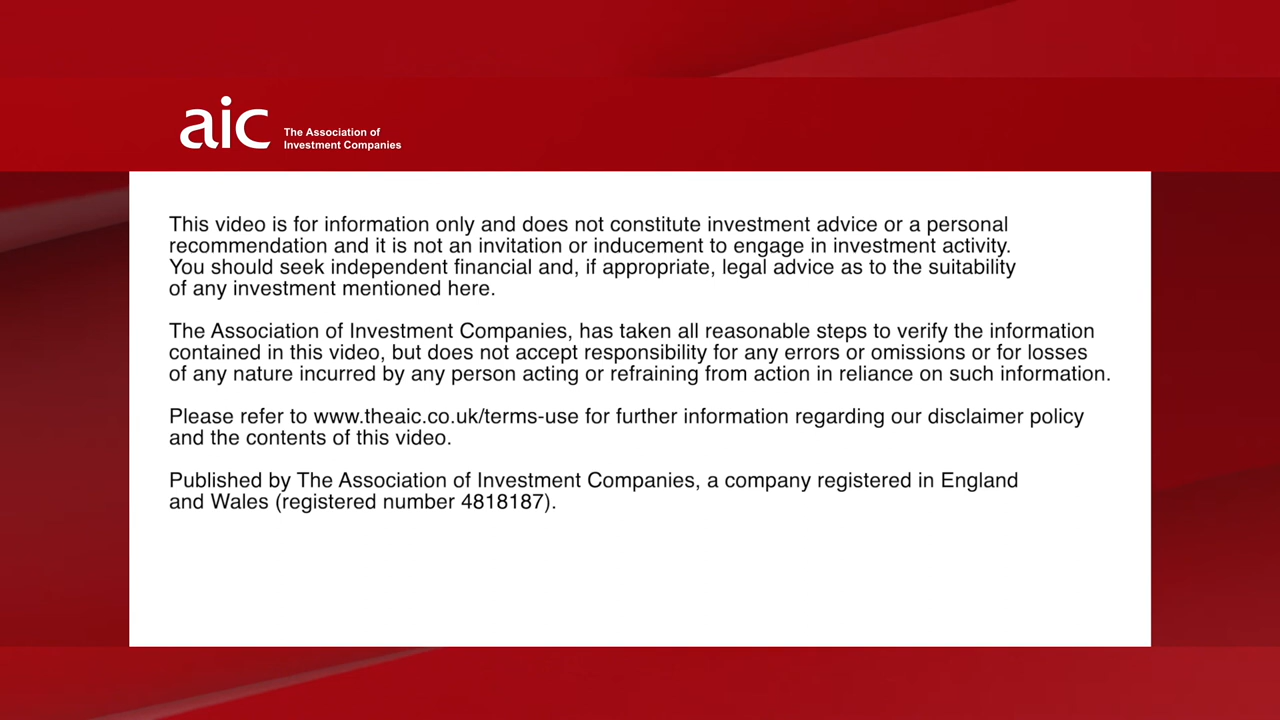 aic
The Association of
Investment Companies
This video is for information only and does not constitute investment advice or a personal
recommendation and it is not an invitation or inducement to engage in investment activity.
You should seek independent financial and, if appropriate, legal advice as to the suitability
of any investment mentioned here.
The Association of Investment Companies, has taken all reasonable steps to verify the information
contained in this video, but does not accept responsibility for any errors or omissions or for losses
of any nature incurred by any person acting or refraining from action in reliance on such information.
Please refer to www.theaic.co.uk/terms-use for further information regarding our disclaimer policy
and the contents of this video.
Published by The Association of Investment Companies, a company registered in England
and Wales (registered number 4818187).